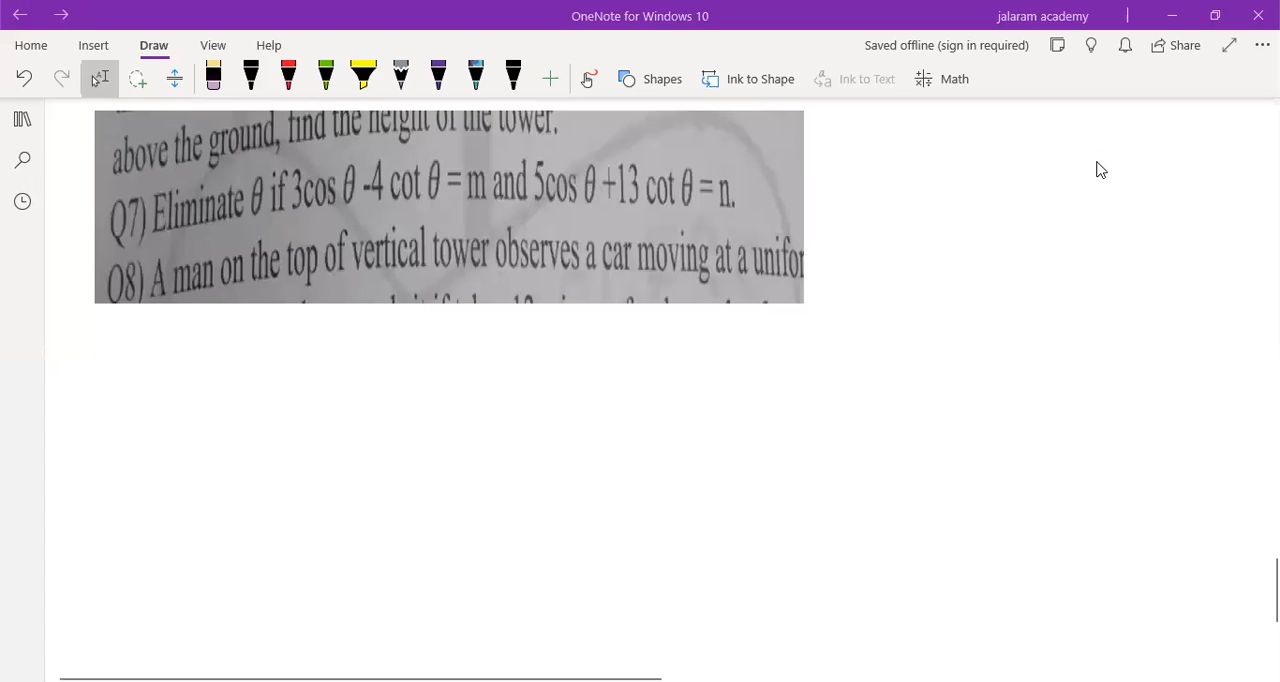 OneNote for Windows 10
jalaram academy
Home Insert Draw View Help
Saved offline (sign in required)
Share
Shapes
Ink to Shape
Ink to Text
Math
above the ground, find the height of the tower.
Q7) Eliminate θ if 3cos θ -4 cot θ = m and 5cos θ +13 cot θ = n.
Q8) A man on the top of vertical tower observes a car moving at a unifor